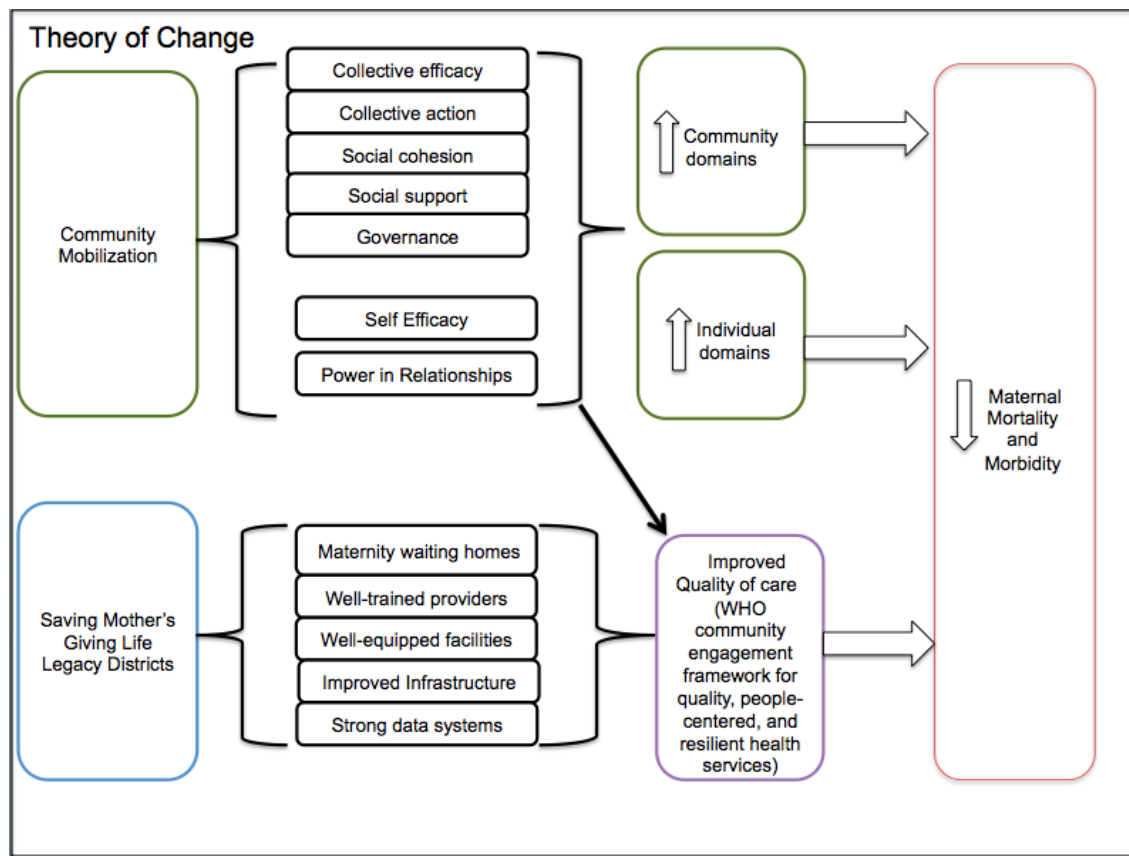 Theory of Change
Community
Mobilization
Collective efficacy
Collective action
Social cohesion
Social support
Governance
Self Efficacy
Power in Relationships
Community
domains
Individual
domains
Maternal
Mortality
and
Morbidity
Saving Mother’s
Giving Life
Legacy Districts
Maternity waiting homes
Well-trained providers
Well-equipped facilities
Improved Infrastructure
Strong data systems
Improved
Quality of care
(WHO
community
engagement
framework for
quality, people-
centered, and
resilient health
services)